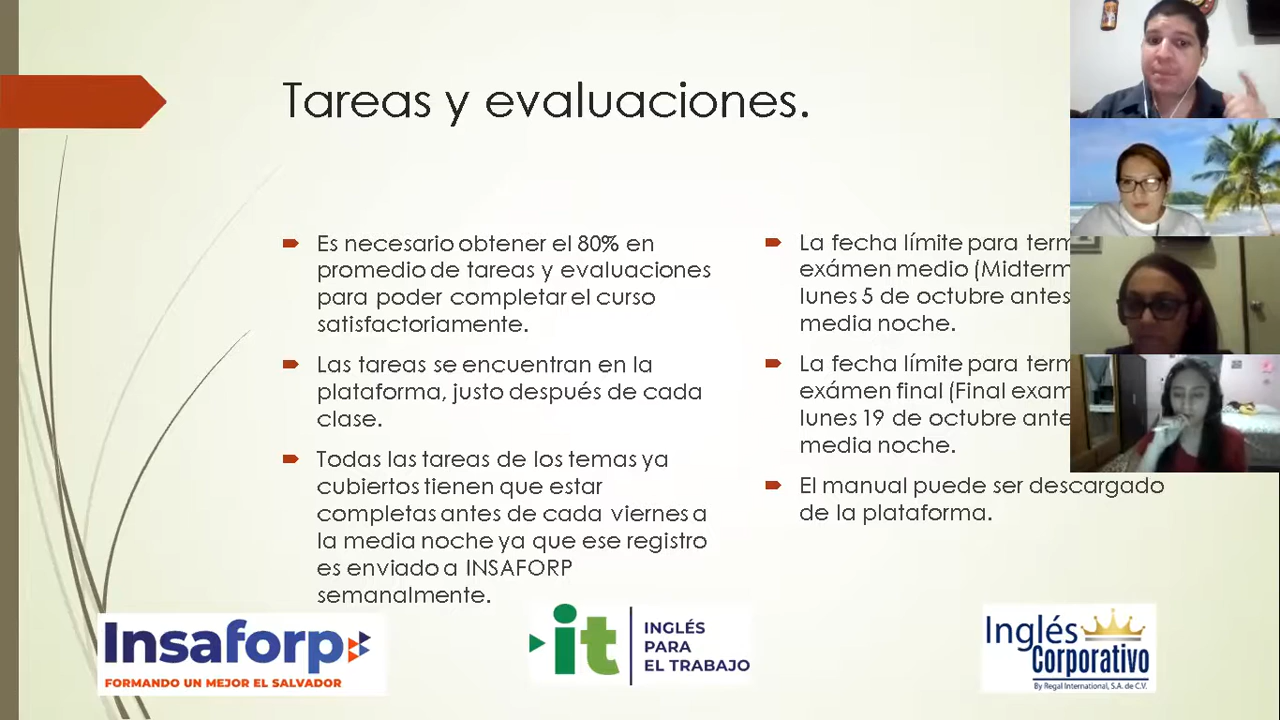 Tareas y evaluaciones.
Es necesario obtener el 80% en
promedio de tareas y evaluaciones
para poder completar el curso
satisfactoriamente.
Las tareas se encuentran en la
plataforma, justo después de cada
clase.
Todas las tareas de los temas ya
cubiertos tienen que estar
completas antes de cada viernes a
la media noche ya que ese registro
es enviado a INSAFORP
semanalmente.
La fecha límite para term
exámen medio (Midterm
lunes 5 de octubre antes
media noche.
La fecha límite para term
exámen final (Final exam
lunes 19 de octubre ante
media noche.
El manual puede ser descargado
de la plataforma.
Insaforp
FORMANDO UN MEJOR EL SALVADOR
it
INGLÉS
PARA
EL TRABAJO
Inglés
Corporativo
By Regal International, S.A. de C.V.